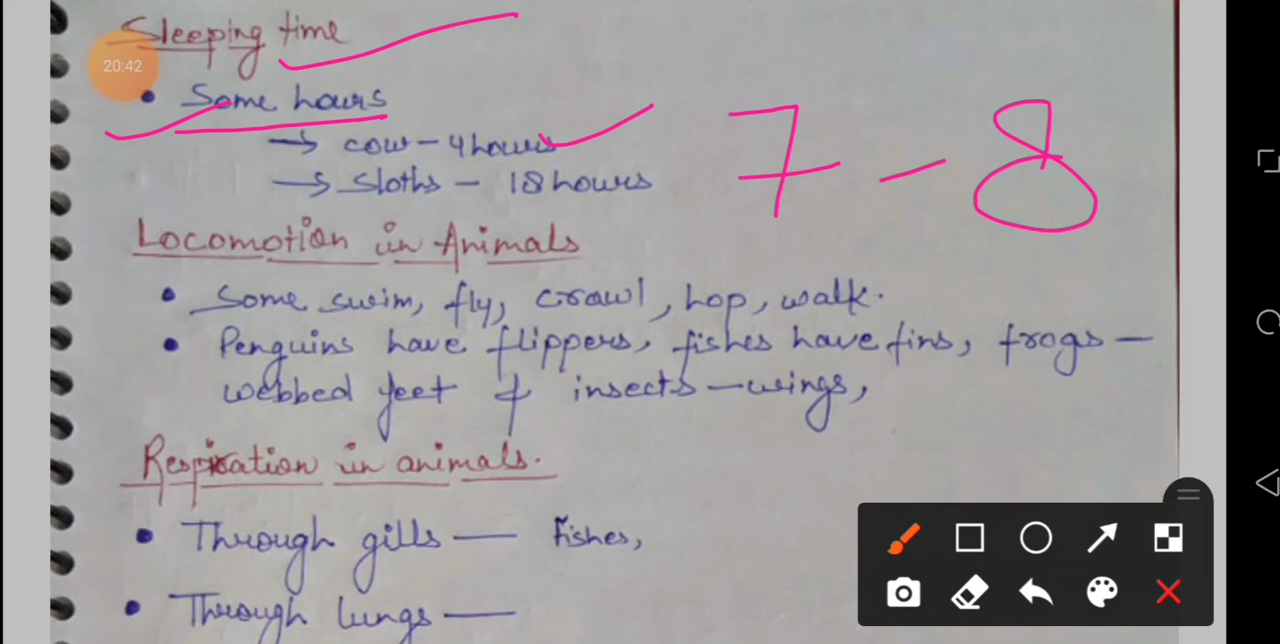 Sleeping time
20:42
• Some hours
→ cow – 4 hours
→ Sloths – 18 hours
7 – 8
Locomotion in Animals
• Some swim, fly, crawl, hop, walk.
• Penguins have flippers, fishes have fins, frogs –
webbed feet & insects – wings,
Respiration in animals.
• Through gills — Fishes,
• Through lungs —